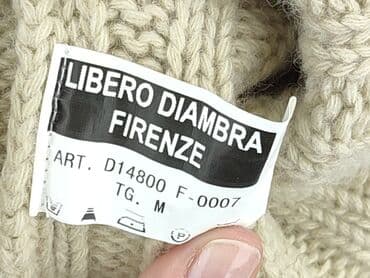 LIBERO DIAMBRA
FIRENZE
ART. D14800 F-0007
TG. M
P